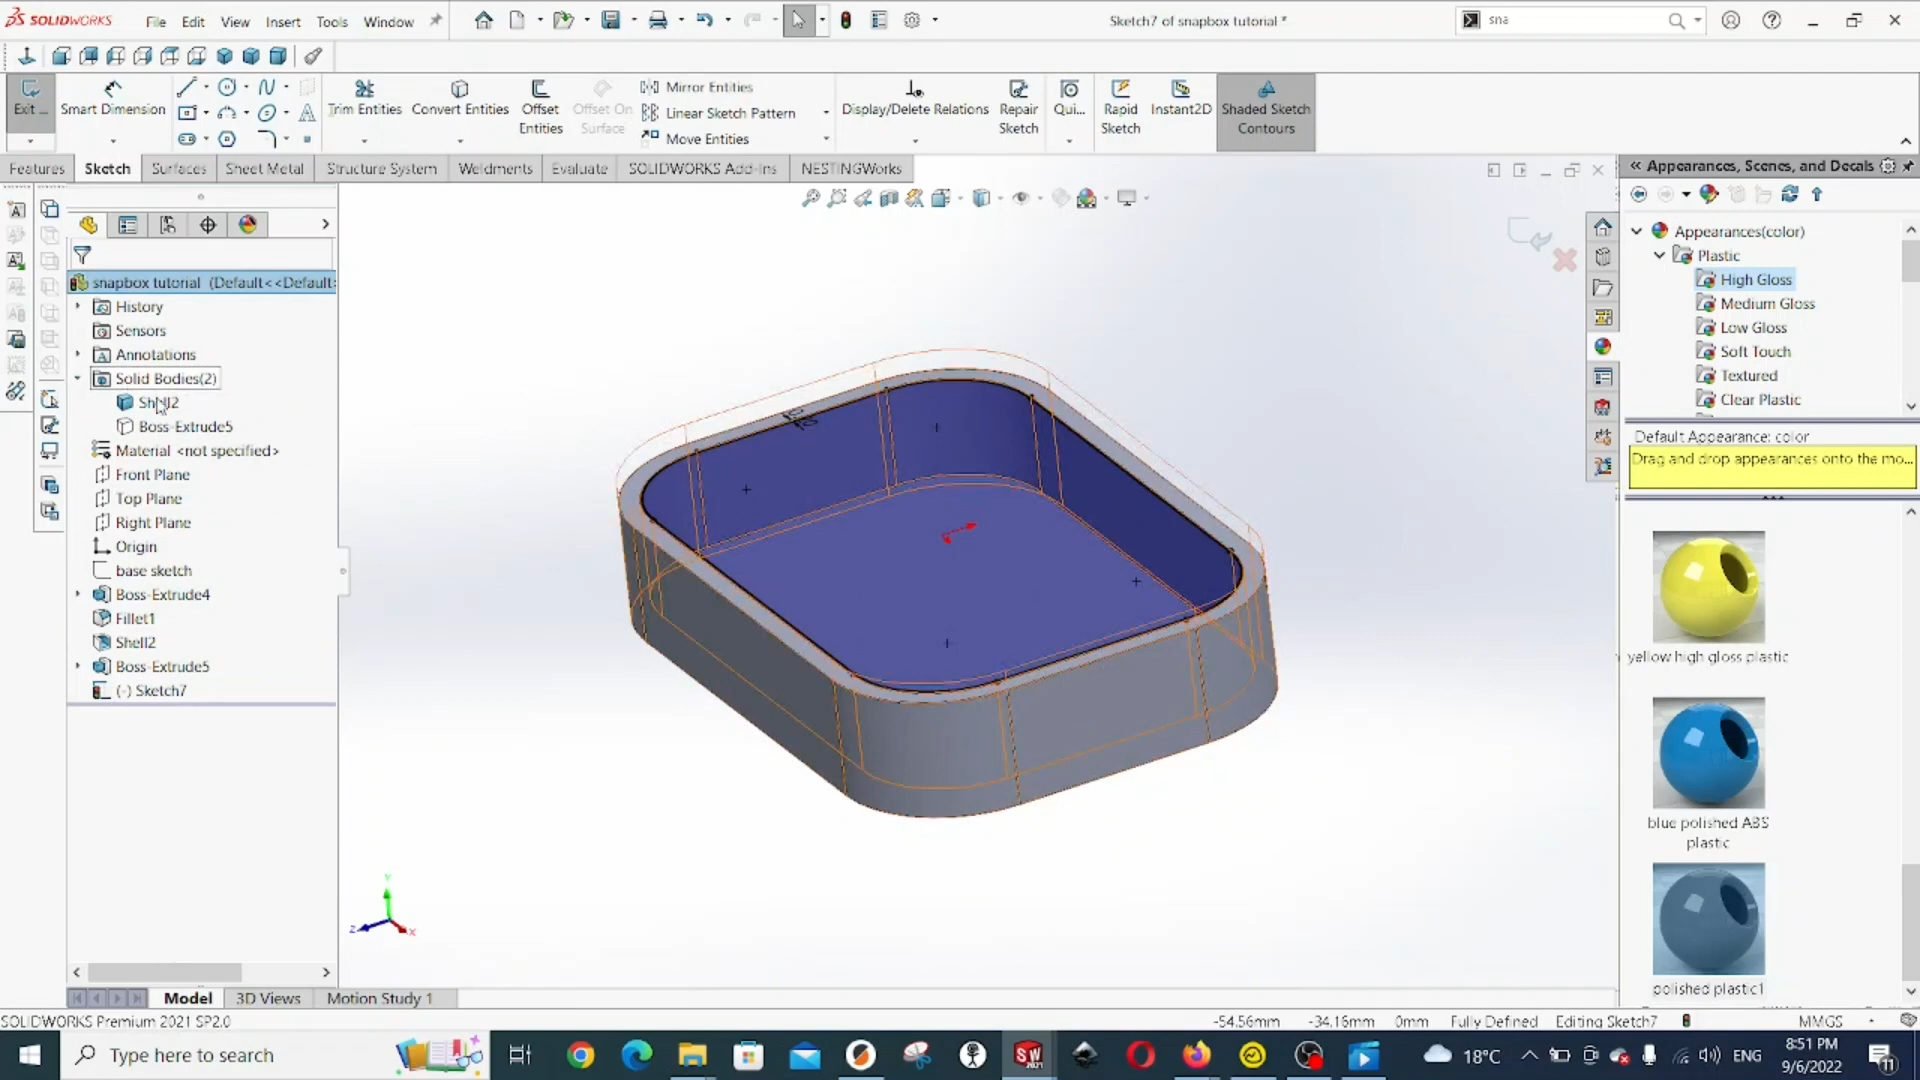 SOLIDWORKS File Edit View Insert Tools Window Sketch7 of snapbox tutorial * sna
Exit ... Smart Dimension Trim Entities Convert Entities Offset Entities Offset On Surface Mirror Entities Linear Sketch Pattern Move Entities Display/Delete Relations Repair Sketch Qui... Rapid Sketch Instant2D Shaded Sketch Contours
Features Sketch Surfaces Sheet Metal Structure System Weldments Evaluate SOLIDWORKS Add-Ins NESTINGWorks
snapbox tutorial (Default<<Default>
History
Sensors
Annotations
Solid Bodies(2)
Shell2
Boss-Extrude5
Material <not specified>
Front Plane
Top Plane
Right Plane
Origin
base sketch
Boss-Extrude4
Fillet1
Shell2
Boss-Extrude5
(-) Sketch7
Y
Z
X
Appearances, Scenes, and Decals
Appearances(color)
Plastic
High Gloss
Medium Gloss
Low Gloss
Soft Touch
Textured
Clear Plastic
Default Appearance: color
Drag and drop appearances onto the mo...
yellow high gloss plastic
blue polished ABS
plastic
polished plastic1
Model 3D Views Motion Study 1
SOLIDWORKS Premium 2021 SP2.0 -54.56mm -34.16mm 0mm Fully Defined Editing Sketch7 MMGS
Type here to search 18°C ENG 8:51 PM
9/6/2022
11